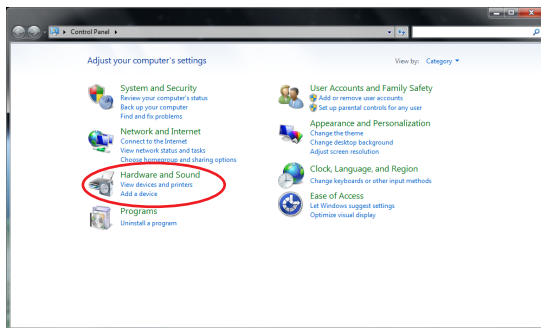 Control Panel
Adjust your computer's settings
View by: Category
System and Security
Review your computer's status
Back up your computer
Find and fix problems
Network and Internet
Connect to the Internet
View network status and tasks
Choose homegroup and sharing options
Hardware and Sound
View devices and printers
Add a device
Programs
Uninstall a program
User Accounts and Family Safety
Add or remove user accounts
Set up parental controls for any user
Appearance and Personalization
Change the theme
Change desktop background
Adjust screen resolution
Clock, Language, and Region
Change keyboards or other input methods
Ease of Access
Let Windows suggest settings
Optimize visual display